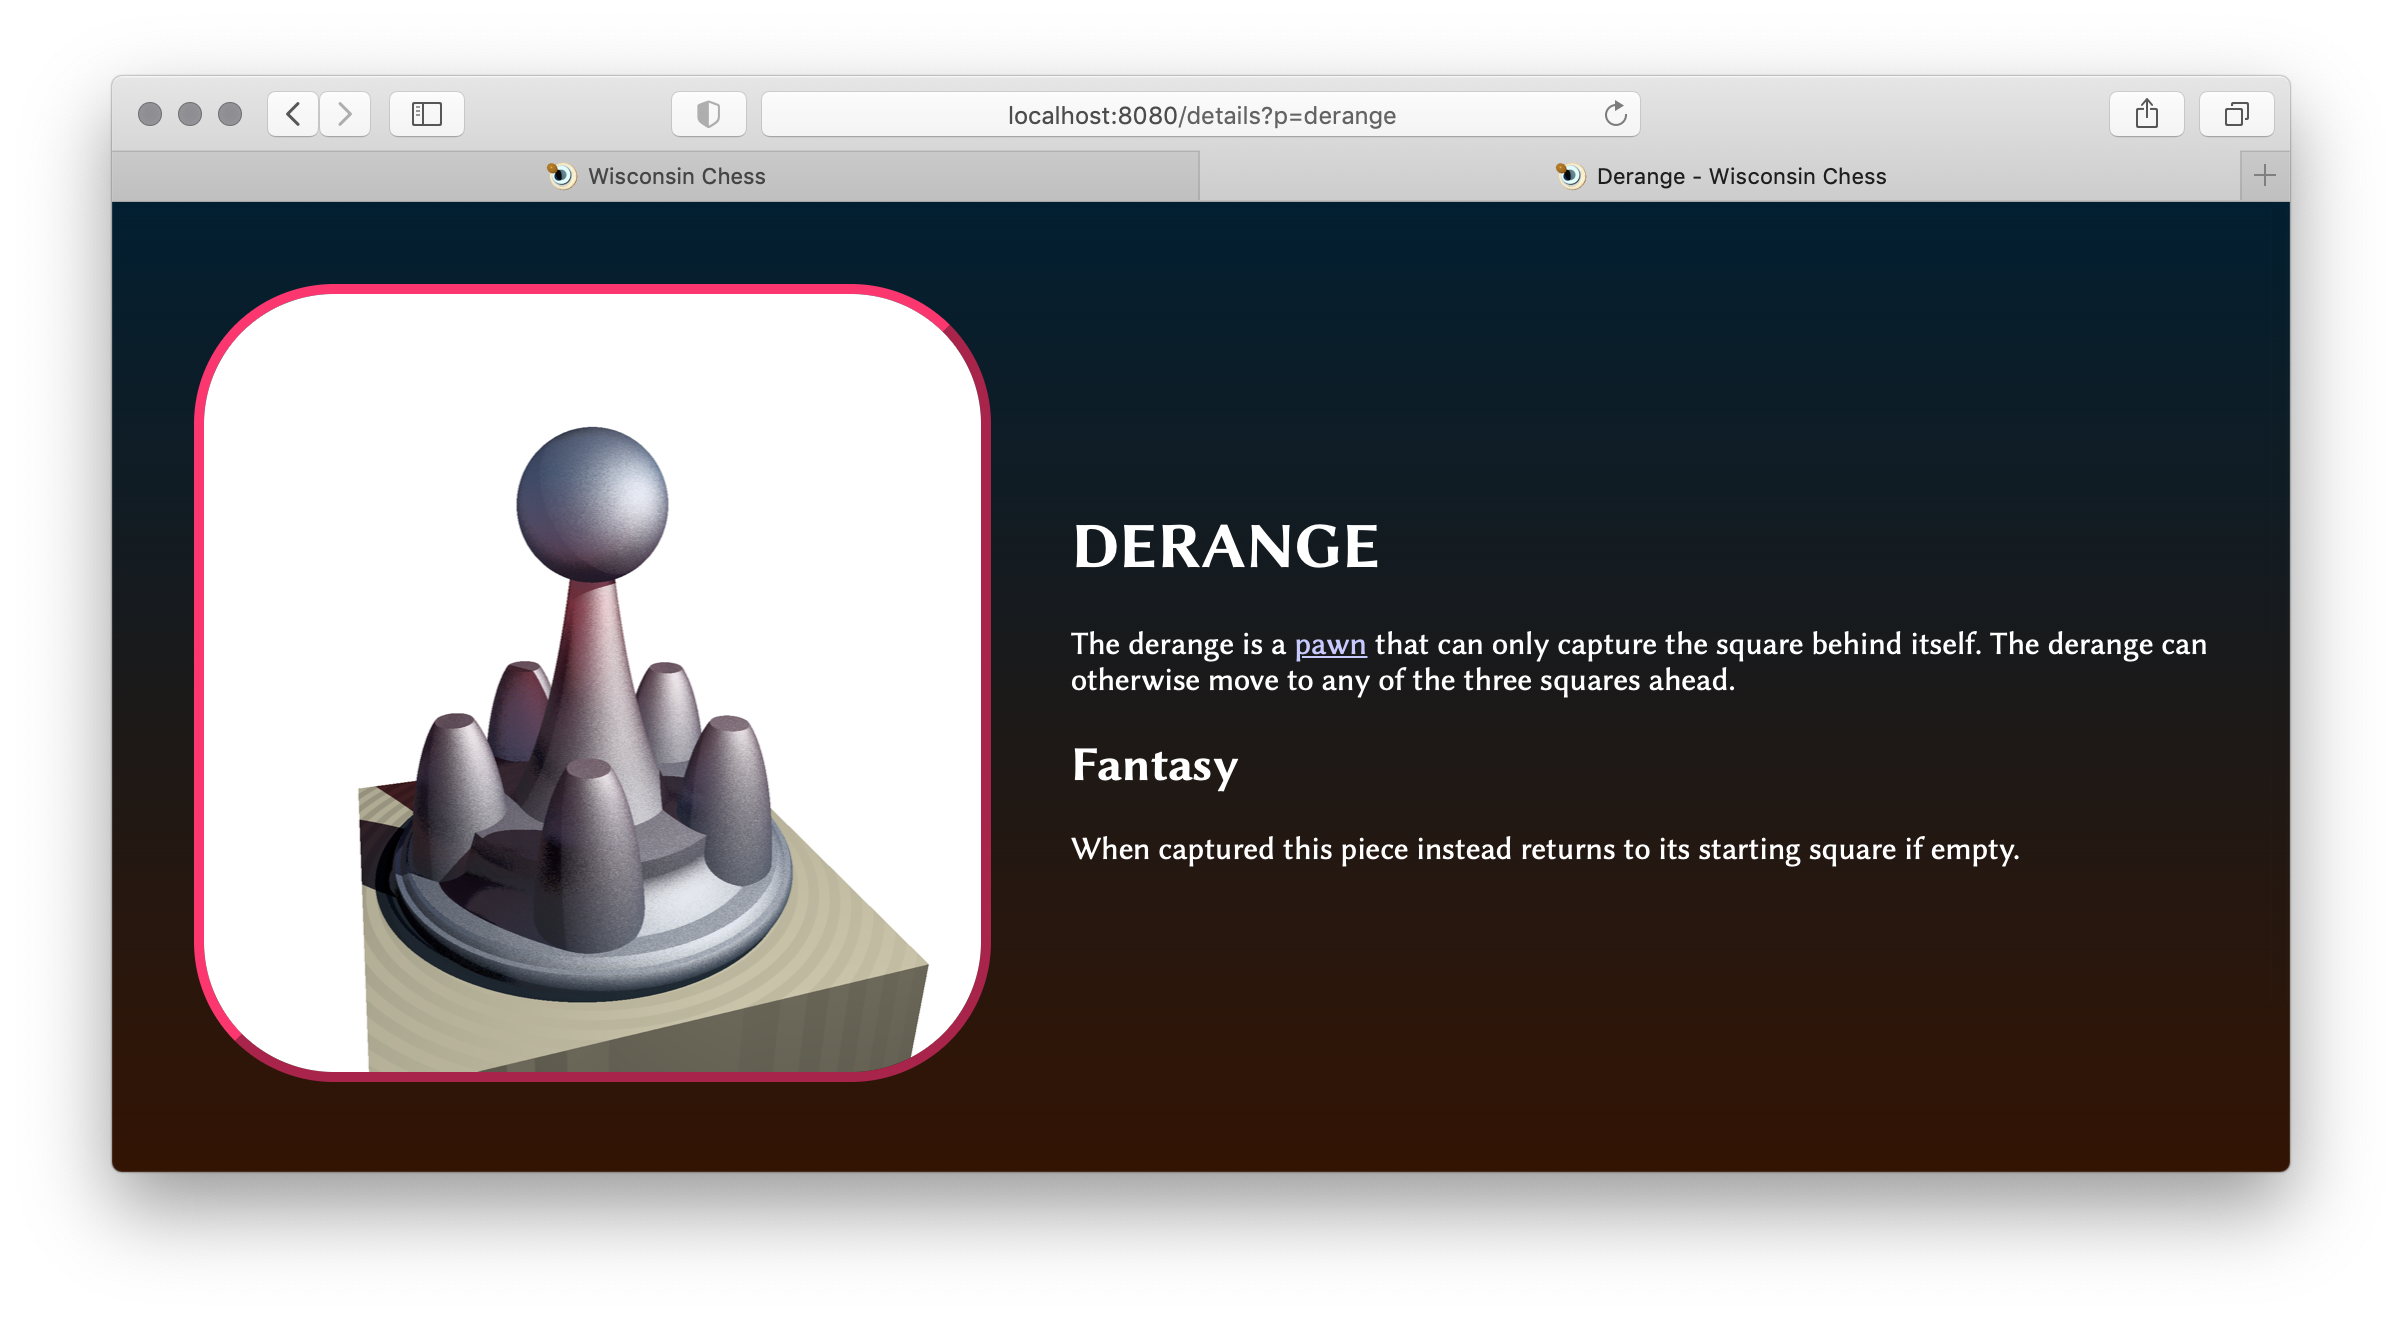 localhost:8080/details?p=derange
Wisconsin Chess
Derange - Wisconsin Chess
DERANGE
The derange is a pawn that can only capture the square behind itself. The derange can
otherwise move to any of the three squares ahead.
Fantasy
When captured this piece instead returns to its starting square if empty.